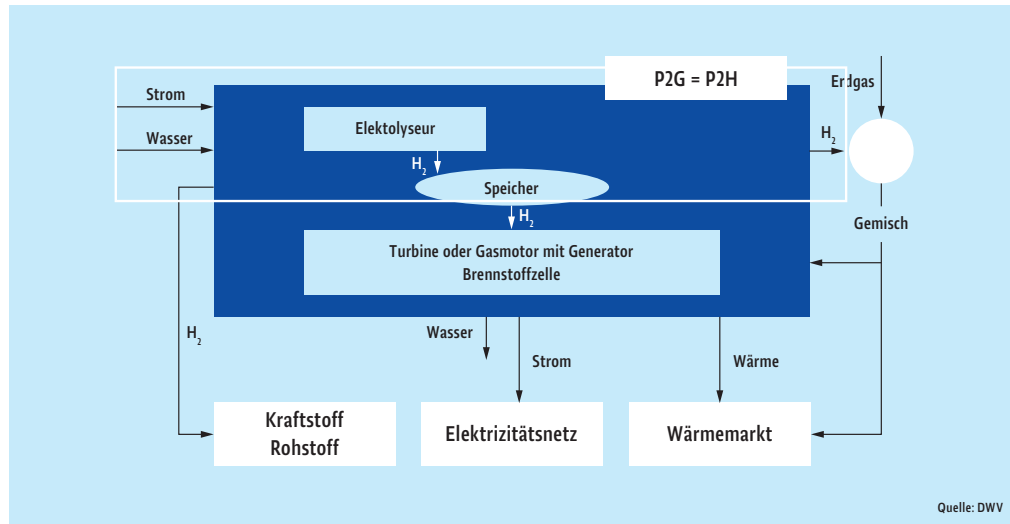 P2G = P2H
Erdgas
Strom
Elektolyseur
H₂
Wasser
H₂
Speicher
H₂
Gemisch
Turbine oder Gasmotor mit Generator
Brennstoffzelle
H₂
Wasser
Strom
Wärme
Kraftstoff
Rohstoff
Elektrizitätsnetz
Wärmemarkt
Quelle: DWV